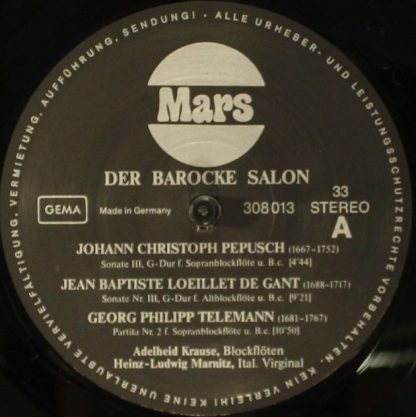 Mars
DER BAROCKE SALON
GEMA
Made in Germany
308 013
33
STEREO
A
JOHANN CHRISTOPH PEPUSCH (1667-1752)
Sonate III, G-Dur f. Sopranblockflöte u. B.c. [4'44]
JEAN BAPTISTE LOEILLET DE GANT (1688-1717)
Sonate Nr. III, G-Dur f. Altblockflöte u. B.c. [9'21]
GEORG PHILIPP TELEMANN (1681-1767)
Partita Nr. 2 f. Sopranblockflöte u. B.c. [10'50]
Adelheid Krause, Blockflöten
Heinz-Ludwig Marnitz, Ital. Virginal
ALLE URHEBER- UND LEISTUNGSSCHUTZRECHTE VORBEHALTEN. KEIN VERLEIH! KEINE UNERLAUBTE VERVIELFÄLTIGUNG, VERMIETUNG, AUFFÜHRUNG, SENDUNG!